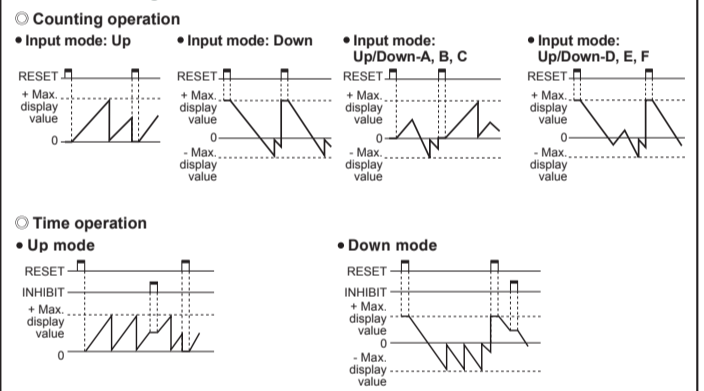 ◎ Counting operation
• Input mode: Up
RESET
+ Max.
display
value
0
• Input mode: Down
RESET
+ Max.
display
value
0
- Max.
display
value
• Input mode:
Up/Down-A, B, C
RESET
+ Max.
display
value
0
- Max.
display
value
• Input mode:
Up/Down-D, E, F
RESET
+ Max.
display
value
0
- Max.
display
value
◎ Time operation
• Up mode
RESET
INHIBIT
+ Max.
display
value
0
• Down mode
RESET
INHIBIT
+ Max.
display
value
0
- Max.
display
value